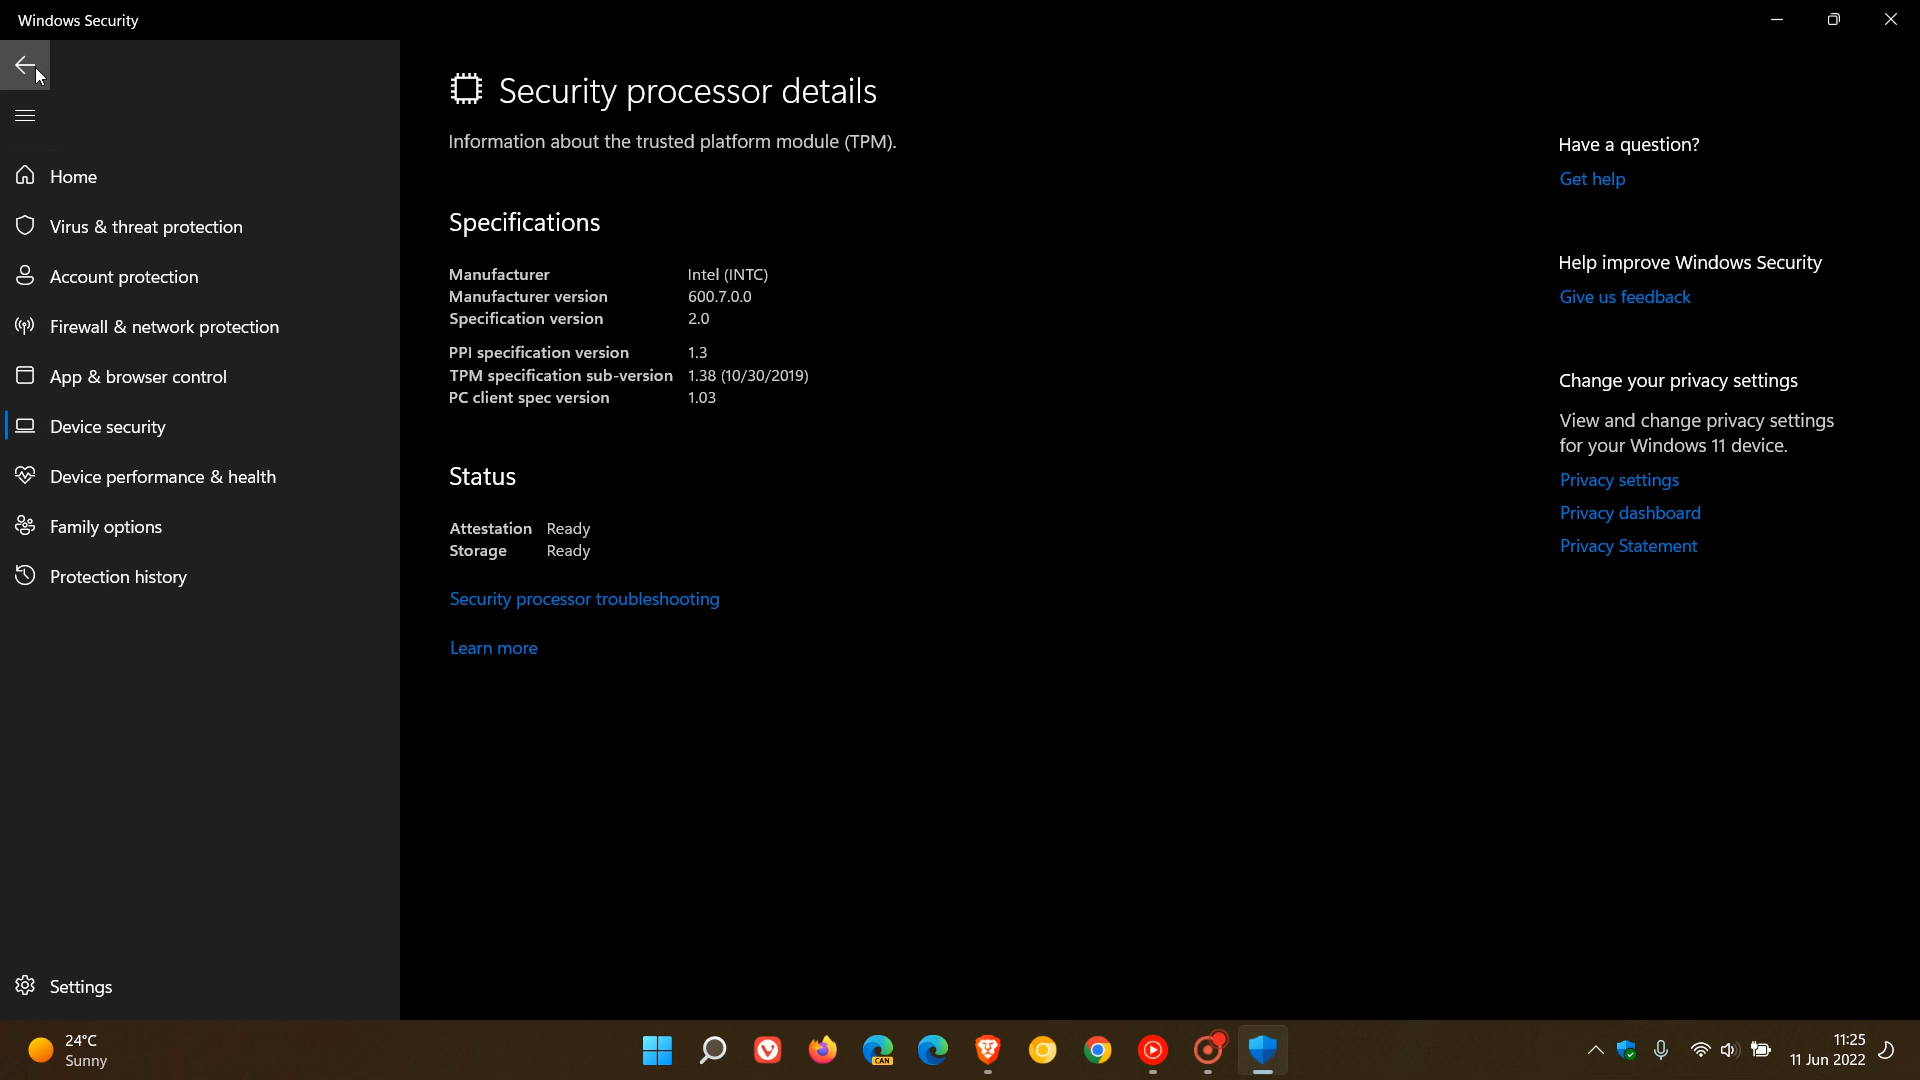 Windows Security
Home
Virus & threat protection
Account protection
Firewall & network protection
App & browser control
Device security
Device performance & health
Family options
Protection history
Settings
Security processor details
Information about the trusted platform module (TPM).
Specifications
Manufacturer Intel (INTC)
Manufacturer version 600.7.0.0
Specification version 2.0
PPI specification version 1.3
TPM specification sub-version 1.38 (10/30/2019)
PC client spec version 1.03
Status
Attestation Ready
Storage Ready
Security processor troubleshooting
Learn more
Have a question?
Get help
Help improve Windows Security
Give us feedback
Change your privacy settings
View and change privacy settings
for your Windows 11 device.
Privacy settings
Privacy dashboard
Privacy Statement
24°C
Sunny
CAN
11:25
11 Jun 2022